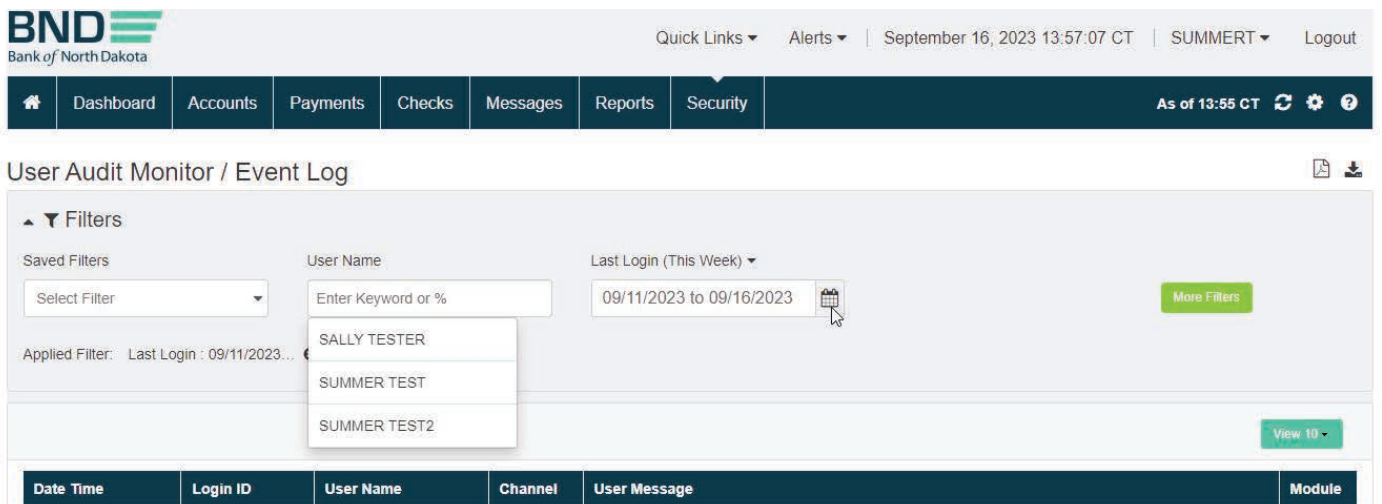 BND
Bank of North Dakota
Quick Links Alerts | September 16, 2023 13:57:07 CT | SUMMERT Logout
Dashboard Accounts Payments Checks Messages Reports Security As of 13:55 CT
User Audit Monitor / Event Log
Filters
Saved Filters User Name Last Login (This Week)
Select Filter Enter Keyword or % 09/11/2023 to 09/16/2023 More Filters
SALLY TESTER
Applied Filter: Last Login : 09/11/2023...
SUMMER TEST
SUMMER TEST2
View 10
Date Time Login ID User Name Channel User Message Module